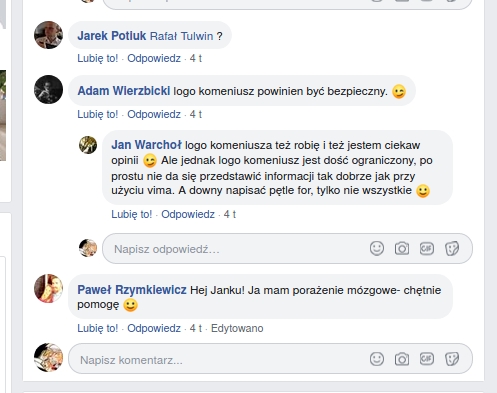 Jarek Potluk Rafał Tulwin ?
Lubię to! · Odpowiedz · 4 t
Adam Wierzbicki logo komeniusz powinien być bezpieczny. 😉
Lubię to! · Odpowiedz · 4 t
Jan Warchoł logo komeniusza też robię i też jestem ciekaw
opinii 😉 Ale jednak logo komeniusz jest dość ograniczony, po
prostu nie da się przedstawić informacji tak dobrze jak przy
użyciu vima. A downy napisać pętle for, tylko nie wszystkie 🙂
Lubię to! · Odpowiedz · 4 t
Napisz odpowiedź...
GIF
Paweł Rzymkiewicz Hej Janku! Ja mam porażenie mózgowe- chętnie
pomogę 🙂
Lubię to! · Odpowiedz · 4 t · Edytowano
Napisz komentarz...
GIF